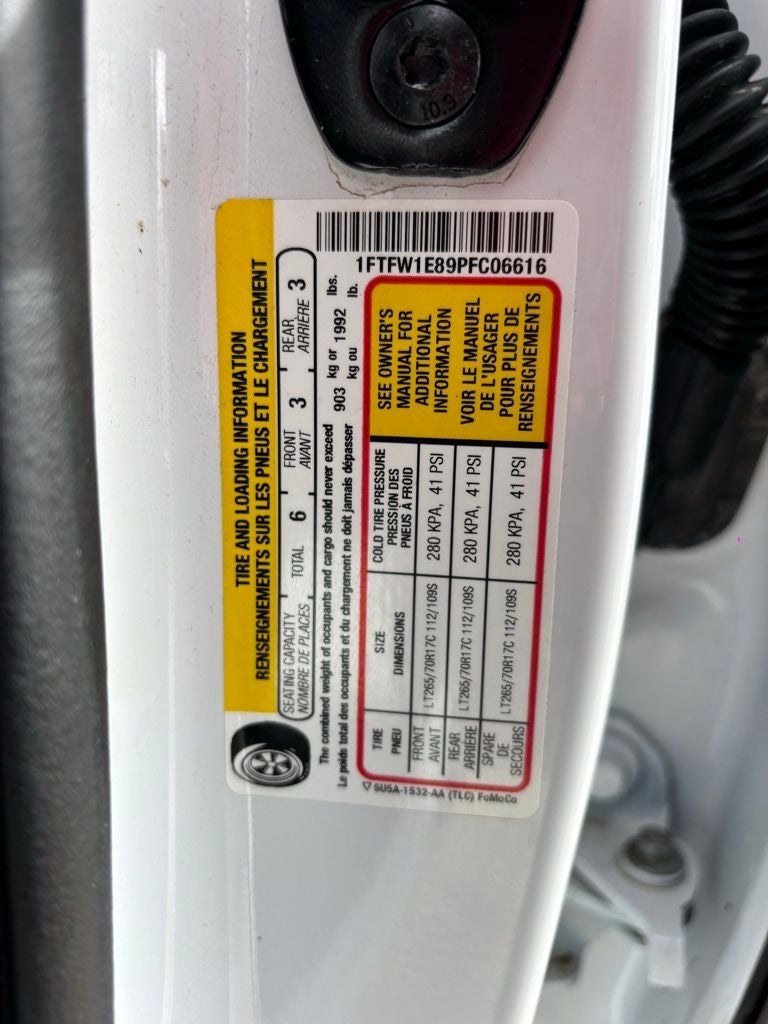 10.9
1FTFW1E89PFC06616
TIRE AND LOADING INFORMATION
RENSEIGNEMENTS SUR LES PNEUS ET LE CHARGEMENT
SEATING CAPACITY TOTAL 6 FRONT 3 REAR 3
NOMBRE DE PLACES AVANT ARRIÈRE
The combined weight of occupants and cargo should never exceed 903 kg or 1992 lbs.
Le poids total des occupants et du chargement ne doit jamais dépasser kg ou lb.
TIRE SIZE COLD TIRE PRESSURE
PNEU DIMENSIONS PRESSION DES
PNEUS À FROID
FRONT LT265/70R17C 112/109S 280 KPA, 41 PSI
AVANT
REAR LT265/70R17C 112/109S 280 KPA, 41 PSI
ARRIÈRE
SPARE LT265/70R17C 112/109S 280 KPA, 41 PSI
DE
SECOURS
SEE OWNER'S
MANUAL FOR
ADDITIONAL
INFORMATION
VOIR LE MANUEL
DE L'USAGER
POUR PLUS DE
RENSEIGNEMENTS
5U5A-1532-AA (TLC) FoMoCo